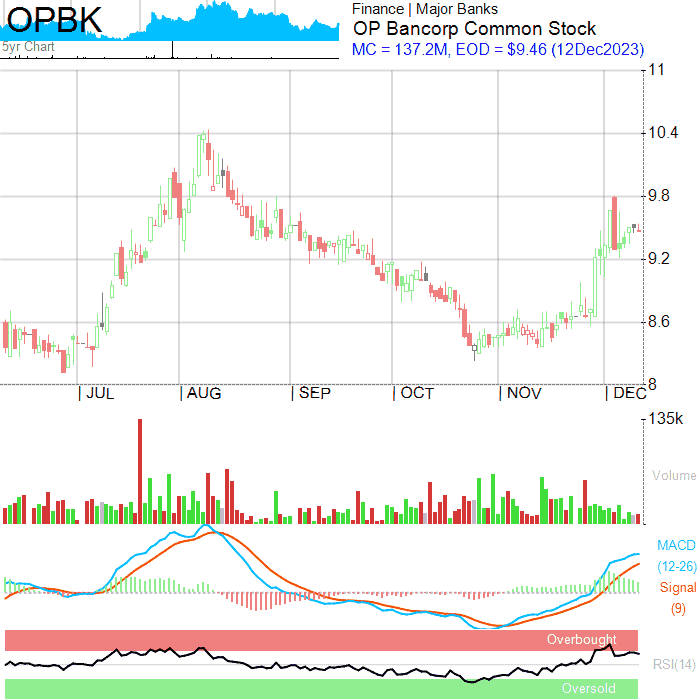 OPBK
5yr Chart
Finance | Major Banks
OP Bancorp Common Stock
MC = 137.2M, EOD = $9.46 (12Dec2023)
11
10.4
9.8
9.2
8.6
8
| JUL | AUG | SEP | OCT | NOV | DEC
135k
Volume
MACD
(12-26)
Signal
(9)
Overbought
RSI(14)
Oversold